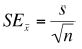 SE_x̄ = s/√n